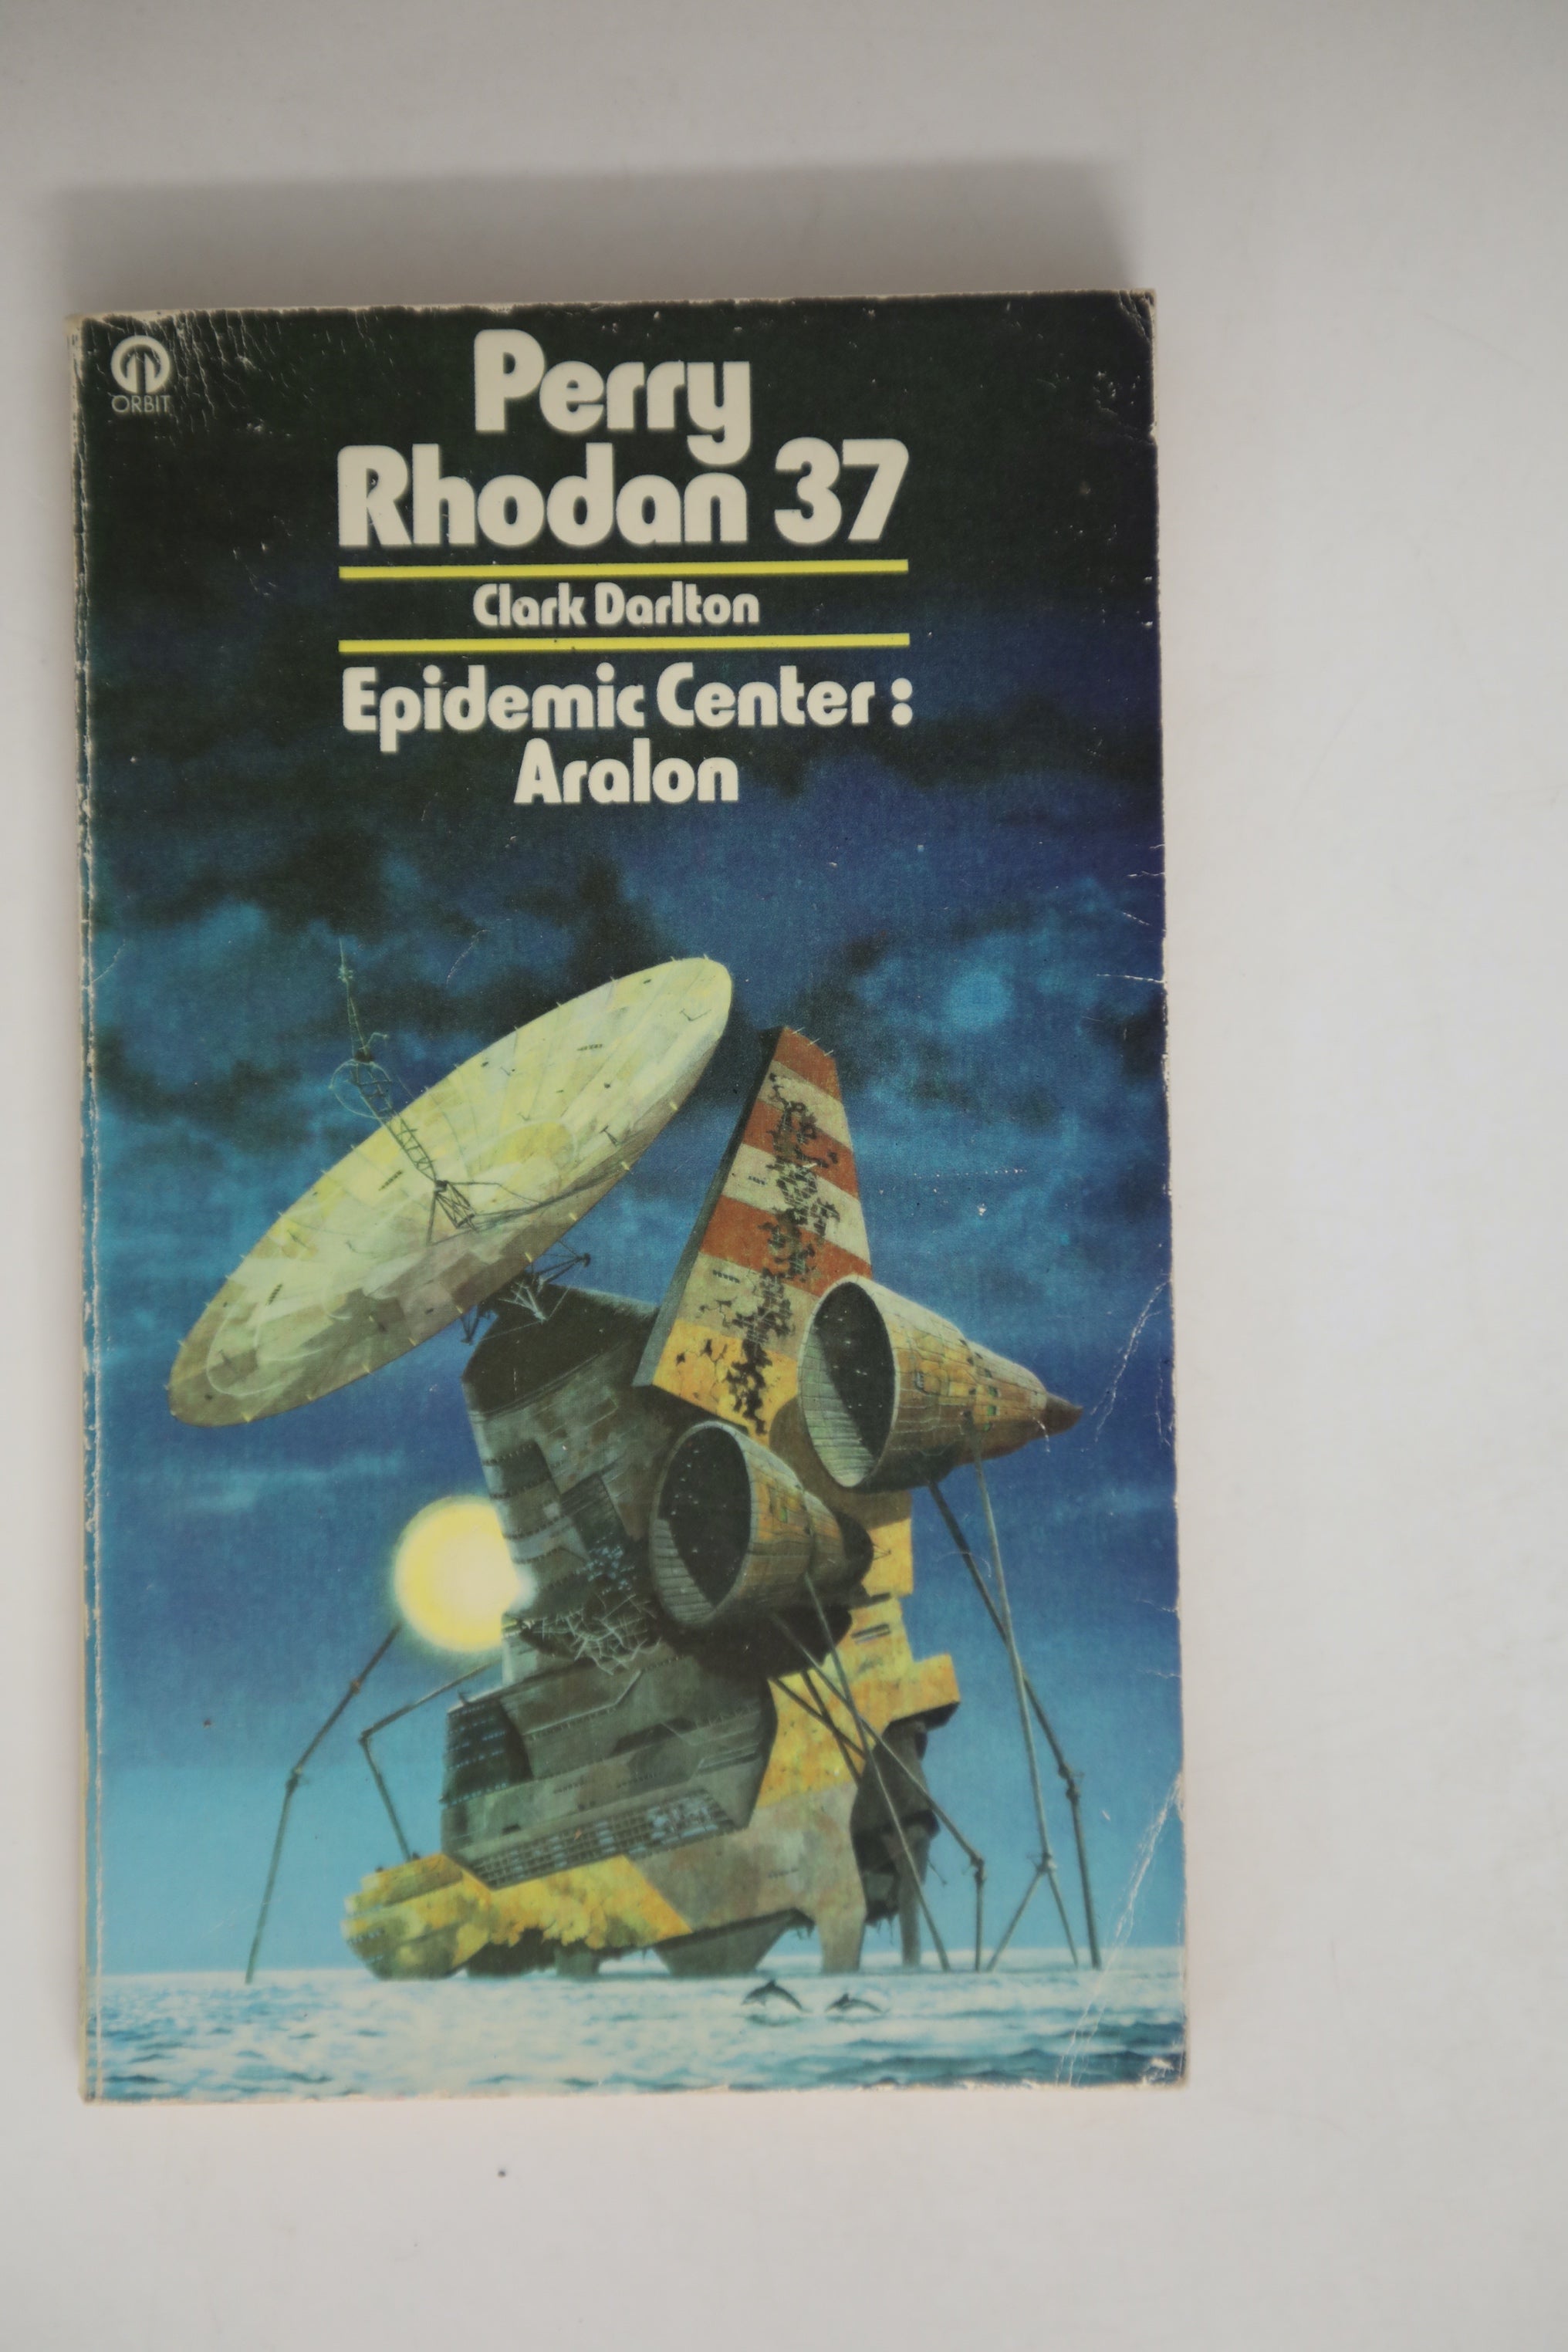 ORBIT
Perry
Rhodan 37
Clark Darlton
Epidemic Center :
Aralon